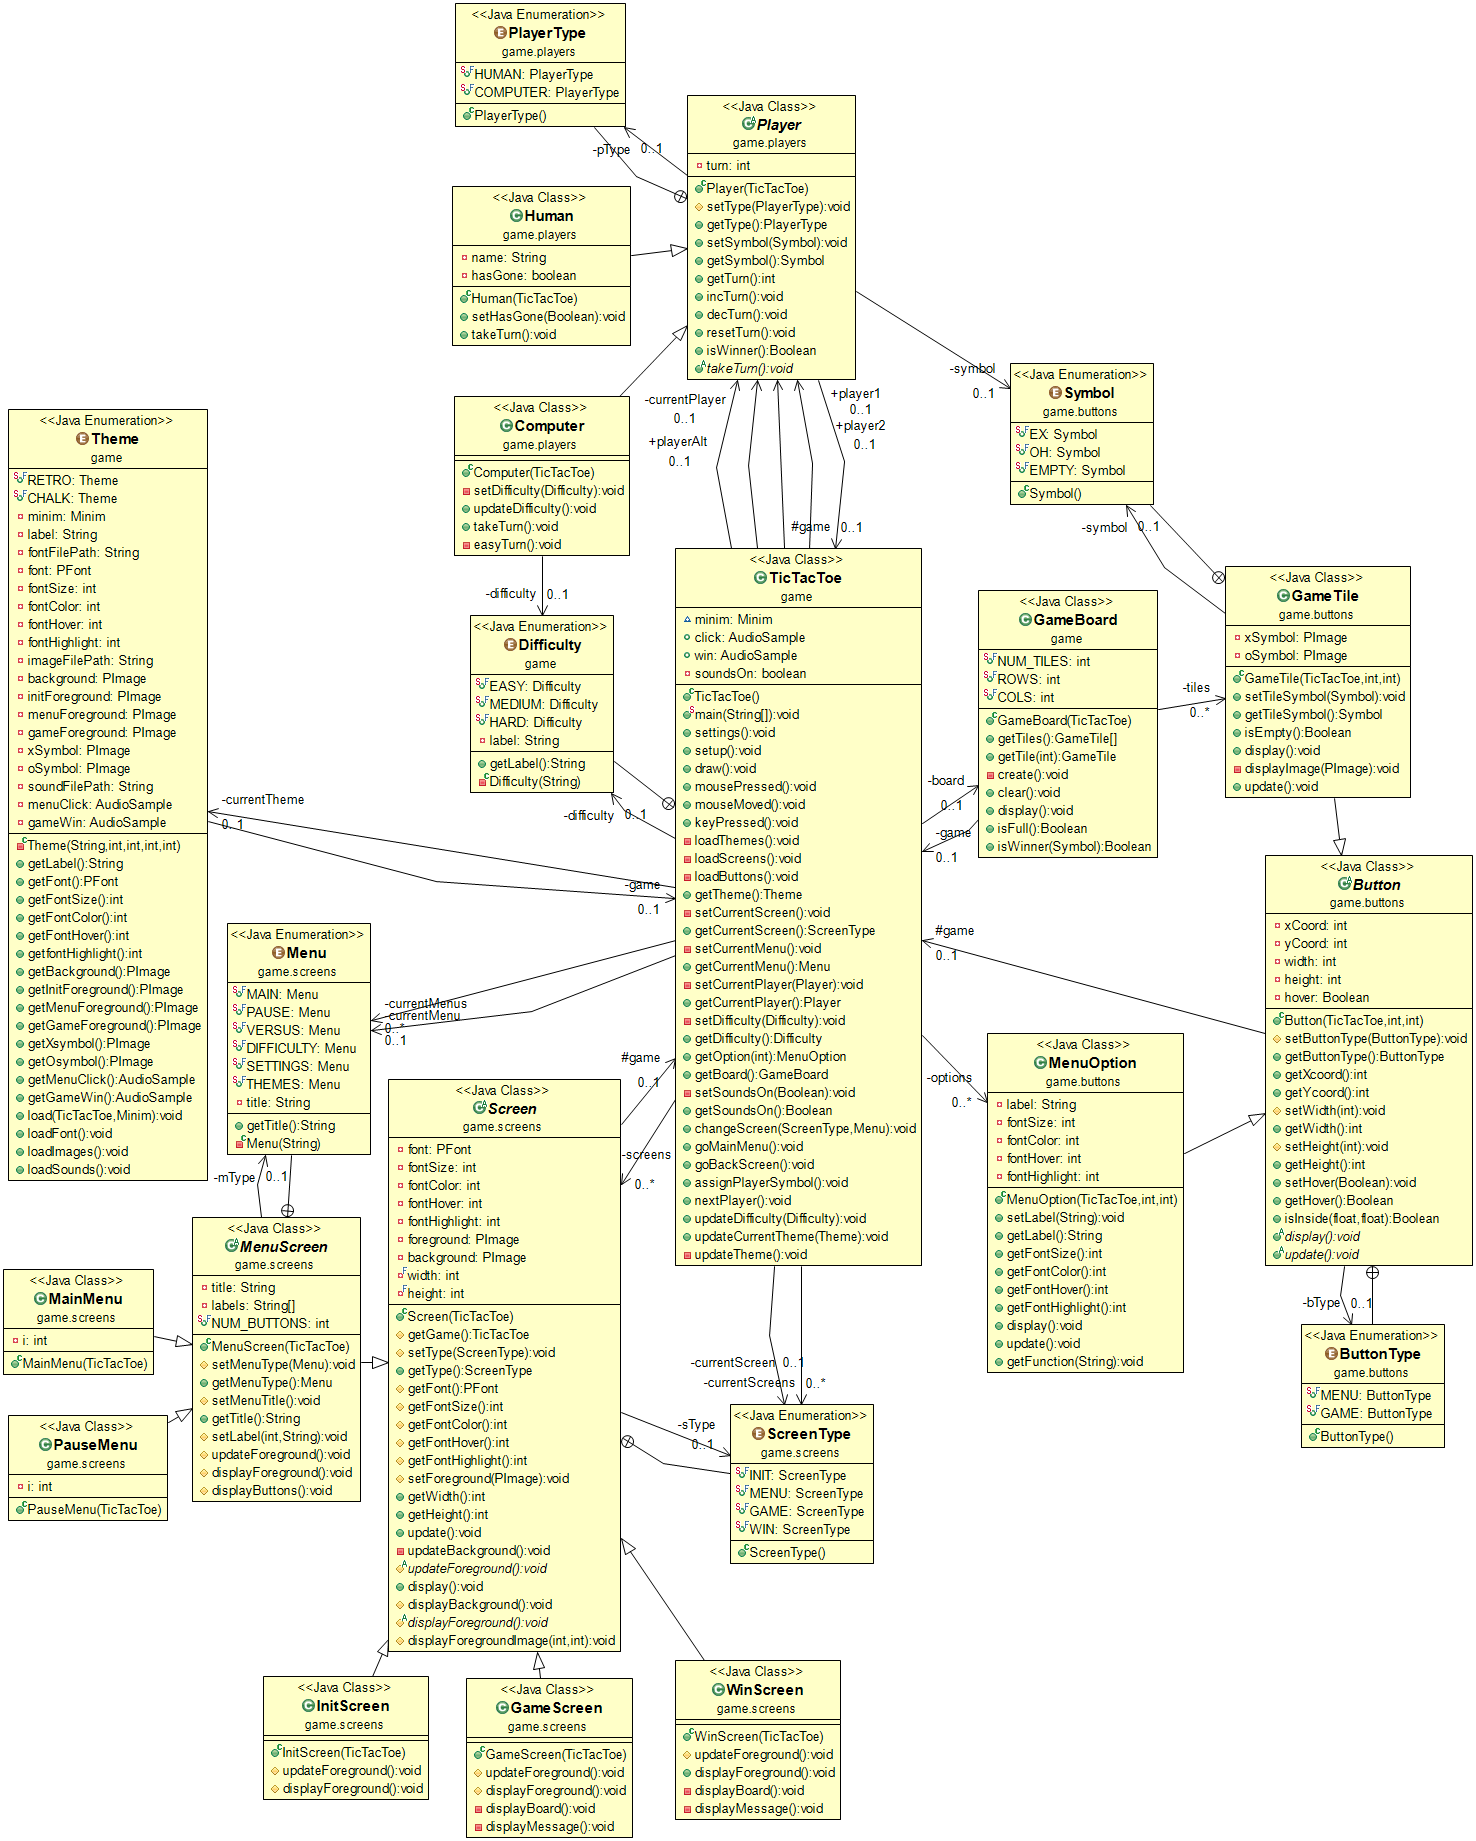 <<Java Enumeration>>
PlayerType
game.players
HUMAN: PlayerType
COMPUTER: PlayerType
PlayerType()
<<Java Class>>
Player
game.players
turn: int
Player(TicTacToe)
setType(PlayerType):void
getType():PlayerType
setSymbol(Symbol):void
getSymbol():Symbol
getTurn():int
incTurn():void
decTurn():void
resetTurn():void
isWinner():Boolean
takeTurn():void
-pType
0..1
<<Java Class>>
Human
game.players
name: String
hasGone: boolean
Human(TicTacToe)
setHasGone(Boolean):void
takeTurn():void
<<Java Class>>
Computer
game.players
Computer(TicTacToe)
setDifficulty(Difficulty):void
updateDifficulty():void
takeTurn():void
easyTurn():void
-currentPlayer
0..1
+playerAlt
0..1
+player1
0..1
+player2
0..1
#game
0..1
-symbol
0..1
<<Java Enumeration>>
Symbol
game.buttons
EX: Symbol
OH: Symbol
EMPTY: Symbol
Symbol()
-symbol
0..1
<<Java Enumeration>>
Theme
game
RETRO: Theme
CHALK: Theme
minim: Minim
label: String
fontFilePath: String
font: PFont
fontSize: int
fontColor: int
fontHover: int
fontHighlight: int
imageFilePath: String
background: PImage
initForeground: PImage
menuForeground: PImage
gameForeground: PImage
xSymbol: PImage
oSymbol: PImage
soundFilePath: String
menuClick: AudioSample
gameWin: AudioSample
Theme(String,int,int,int,int)
getLabel():String
getFont():PFont
getFontSize():int
getFontColor():int
getFontHover():int
getfontHighlight():int
getBackground():PImage
getInitForeground():PImage
getMenuForeground():PImage
getGameForeground():PImage
getXsymbol():PImage
getOsymbol():PImage
getMenuClick():AudioSample
getGameWin():AudioSample
load(TicTacToe,Minim):void
loadFont():void
loadImages():void
loadSounds():void
-difficulty
0..1
<<Java Enumeration>>
Difficulty
game
EASY: Difficulty
MEDIUM: Difficulty
HARD: Difficulty
label: String
getLabel():String
Difficulty(String)
-difficulty
0..1
-currentTheme
0..1
-game
0..1
<<Java Class>>
TicTacToe
game
minim: Minim
click: AudioSample
win: AudioSample
soundsOn: boolean
TicTacToe()
main(String[]):void
settings():void
setup():void
draw():void
mousePressed():void
mouseMoved():void
keyPressed():void
loadThemes():void
loadScreens():void
loadButtons():void
getTheme():Theme
setCurrentScreen():void
getCurrentScreen():ScreenType
setCurrentMenu():void
getCurrentMenu():Menu
setCurrentPlayer(Player):void
getCurrentPlayer():Player
setDifficulty(Difficulty):void
getDifficulty():Difficulty
getOption(int):MenuOption
getBoard():GameBoard
setSoundsOn(Boolean):void
getSoundsOn():Boolean
changeScreen(ScreenType,Menu):void
goMainMenu():void
goBackScreen():void
assignPlayerSymbol():void
nextPlayer():void
updateDifficulty(Difficulty):void
updateCurrentTheme(Theme):void
updateTheme():void
<<Java Class>>
GameBoard
game
NUM_TILES: int
ROWS: int
COLS: int
GameBoard(TicTacToe)
getTiles():GameTile[]
getTile(int):GameTile
create():void
clear():void
display():void
isFull():Boolean
isWinner(Symbol):Boolean
-board
0..1
-game
0..1
-tiles
0..*
<<Java Class>>
GameTile
game.buttons
xSymbol: PImage
oSymbol: PImage
GameTile(TicTacToe,int,int)
setTileSymbol(Symbol):void
getTileSymbol():Symbol
isEmpty():Boolean
display():void
displayImage(PImage):void
update():void
<<Java Class>>
Button
game.buttons
xCoord: int
yCoord: int
width: int
height: int
hover: Boolean
Button(TicTacToe,int,int)
setButtonType(ButtonType):void
getButtonType():ButtonType
getXcoord():int
getYcoord():int
setWidth(int):void
getWidth():int
setHeight(int):void
getHeight():int
setHover(Boolean):void
getHover():Boolean
isInside(float,float):Boolean
display():void
update():void
#game
0..1
-options
0..*
<<Java Class>>
MenuOption
game.buttons
label: String
fontSize: int
fontColor: int
fontHover: int
fontHighlight: int
MenuOption(TicTacToe,int,int)
setLabel(String):void
getLabel():String
getFontSize():int
getFontColor():int
getFontHover():int
getFontHighlight():int
display():void
update():void
getFunction(String):void
-bType
0..1
<<Java Enumeration>>
ButtonType
game.buttons
MENU: ButtonType
GAME: ButtonType
ButtonType()
<<Java Enumeration>>
Menu
game.screens
MAIN: Menu
PAUSE: Menu
VERSUS: Menu
DIFFICULTY: Menu
SETTINGS: Menu
THEMES: Menu
title: String
getTitle():String
Menu(String)
-currentMenus
0..*
-currentMenu
0..1
-mType
0..1
#game
0..1
-screens
0..*
<<Java Class>>
Screen
game.screens
font: PFont
fontSize: int
fontColor: int
fontHover: int
fontHighlight: int
foreground: PImage
background: PImage
width: int
height: int
Screen(TicTacToe)
getGame():TicTacToe
setType(ScreenType):void
getType():ScreenType
getFont():PFont
getFontSize():int
getFontColor():int
getFontHover():int
getFontHighlight():int
setForeground(PImage):void
getWidth():int
getHeight():int
update():void
updateBackground():void
updateForeground():void
display():void
displayBackground():void
displayForeground():void
displayForegroundImage(int,int):void
<<Java Class>>
MenuScreen
game.screens
title: String
labels: String[]
NUM_BUTTONS: int
MenuScreen(TicTacToe)
setMenuType(Menu):void
getMenuType():Menu
setMenuTitle():void
getTitle():String
setLabel(int,String):void
updateForeground():void
displayForeground():void
displayButtons():void
<<Java Class>>
MainMenu
game.screens
i: int
MainMenu(TicTacToe)
<<Java Class>>
PauseMenu
game.screens
i: int
PauseMenu(TicTacToe)
-currentScreen
0..1
-currentScreens
0..*
-sType
0..1
<<Java Enumeration>>
ScreenType
game.screens
INIT: ScreenType
MENU: ScreenType
GAME: ScreenType
WIN: ScreenType
ScreenType()
<<Java Class>>
InitScreen
game.screens
InitScreen(TicTacToe)
updateForeground():void
displayForeground():void
<<Java Class>>
GameScreen
game.screens
GameScreen(TicTacToe)
updateForeground():void
displayForeground():void
displayBoard():void
displayMessage():void
<<Java Class>>
WinScreen
game.screens
WinScreen(TicTacToe)
updateForeground():void
displayForeground():void
displayBoard():void
displayMessage():void